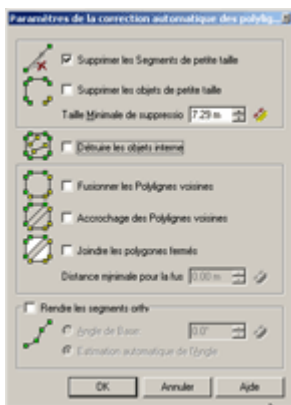 Paramètres de la correction automatique des polylig...
Supprimer les Segments de petite taille
Supprimer les objets de petite taille
Taille Minimale de suppressio 7.29 m
Détruire les objets interne
Fusionner les Polylignes voisines
Accrochage des Polylignes voisines
Joindre les polygones fermés
Distance minimale pour la fus 0.00 m
Rendre les segments orthv
Angle de Base 0.0°
Estimation automatique de l'Angle
OK Annuler Aide